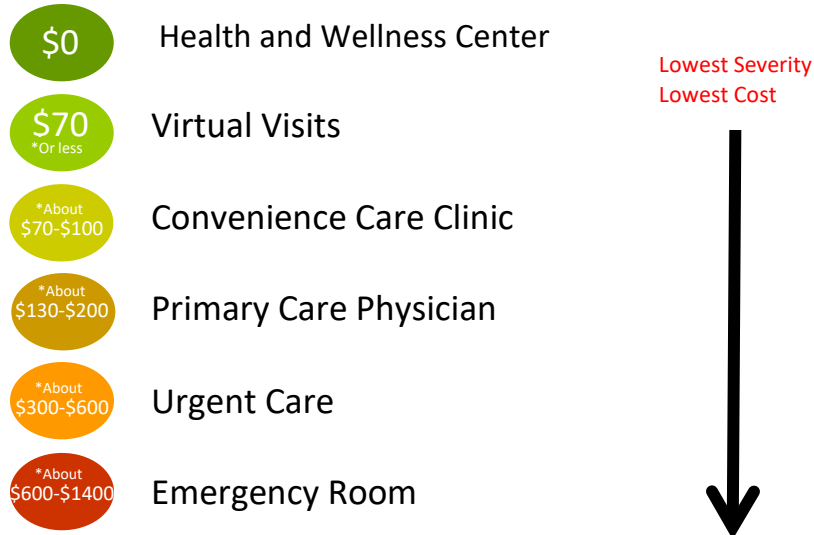 $0
Health and Wellness Center
Lowest Severity
Lowest Cost
$70
*Or less
Virtual Visits
*About
$70-$100
Convenience Care Clinic
*About
$130-$200
Primary Care Physician
*About
$300-$600
Urgent Care
*About
$600-$1400
Emergency Room